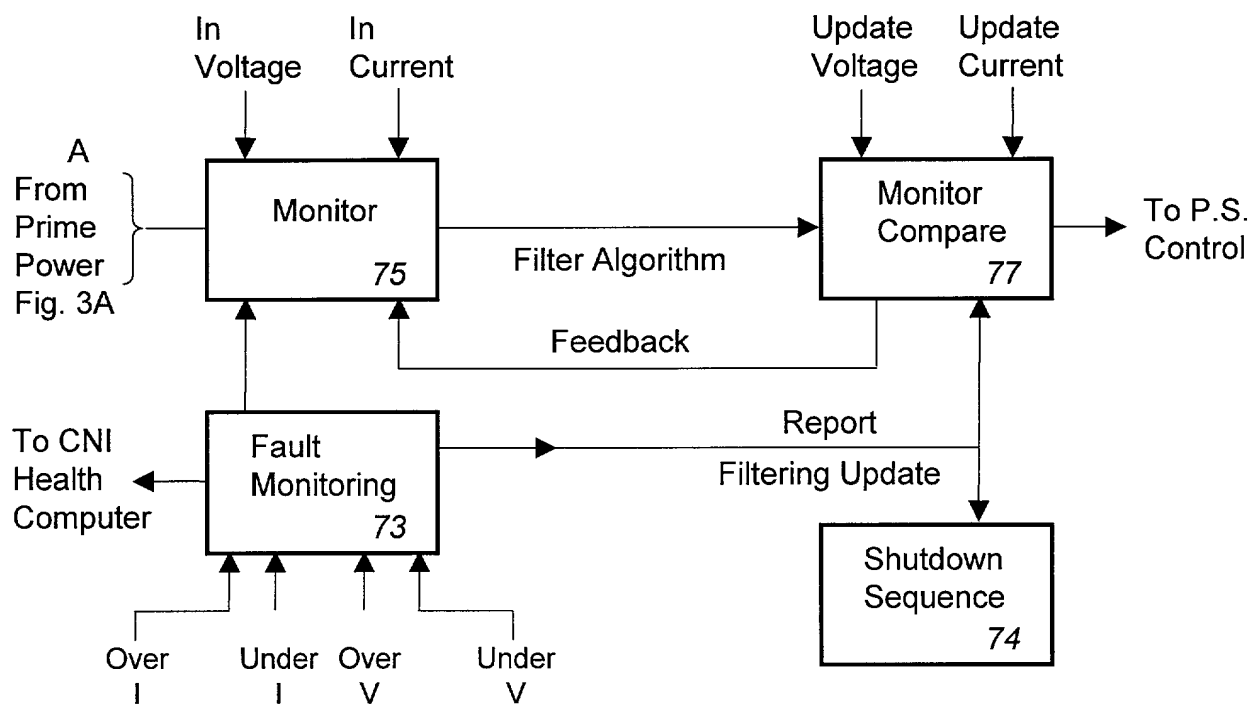 In
Voltage
In
Current
Update
Voltage
Update
Current
A
From
Prime
Power
Fig. 3A
Monitor
75
Filter Algorithm
Monitor
Compare
77
To P.S.
Control
Feedback
To CNI
Health
Computer
Fault
Monitoring
73
Report
Filtering Update
Shutdown
Sequence
74
Over
I
Under
I
Over
V
Under
V